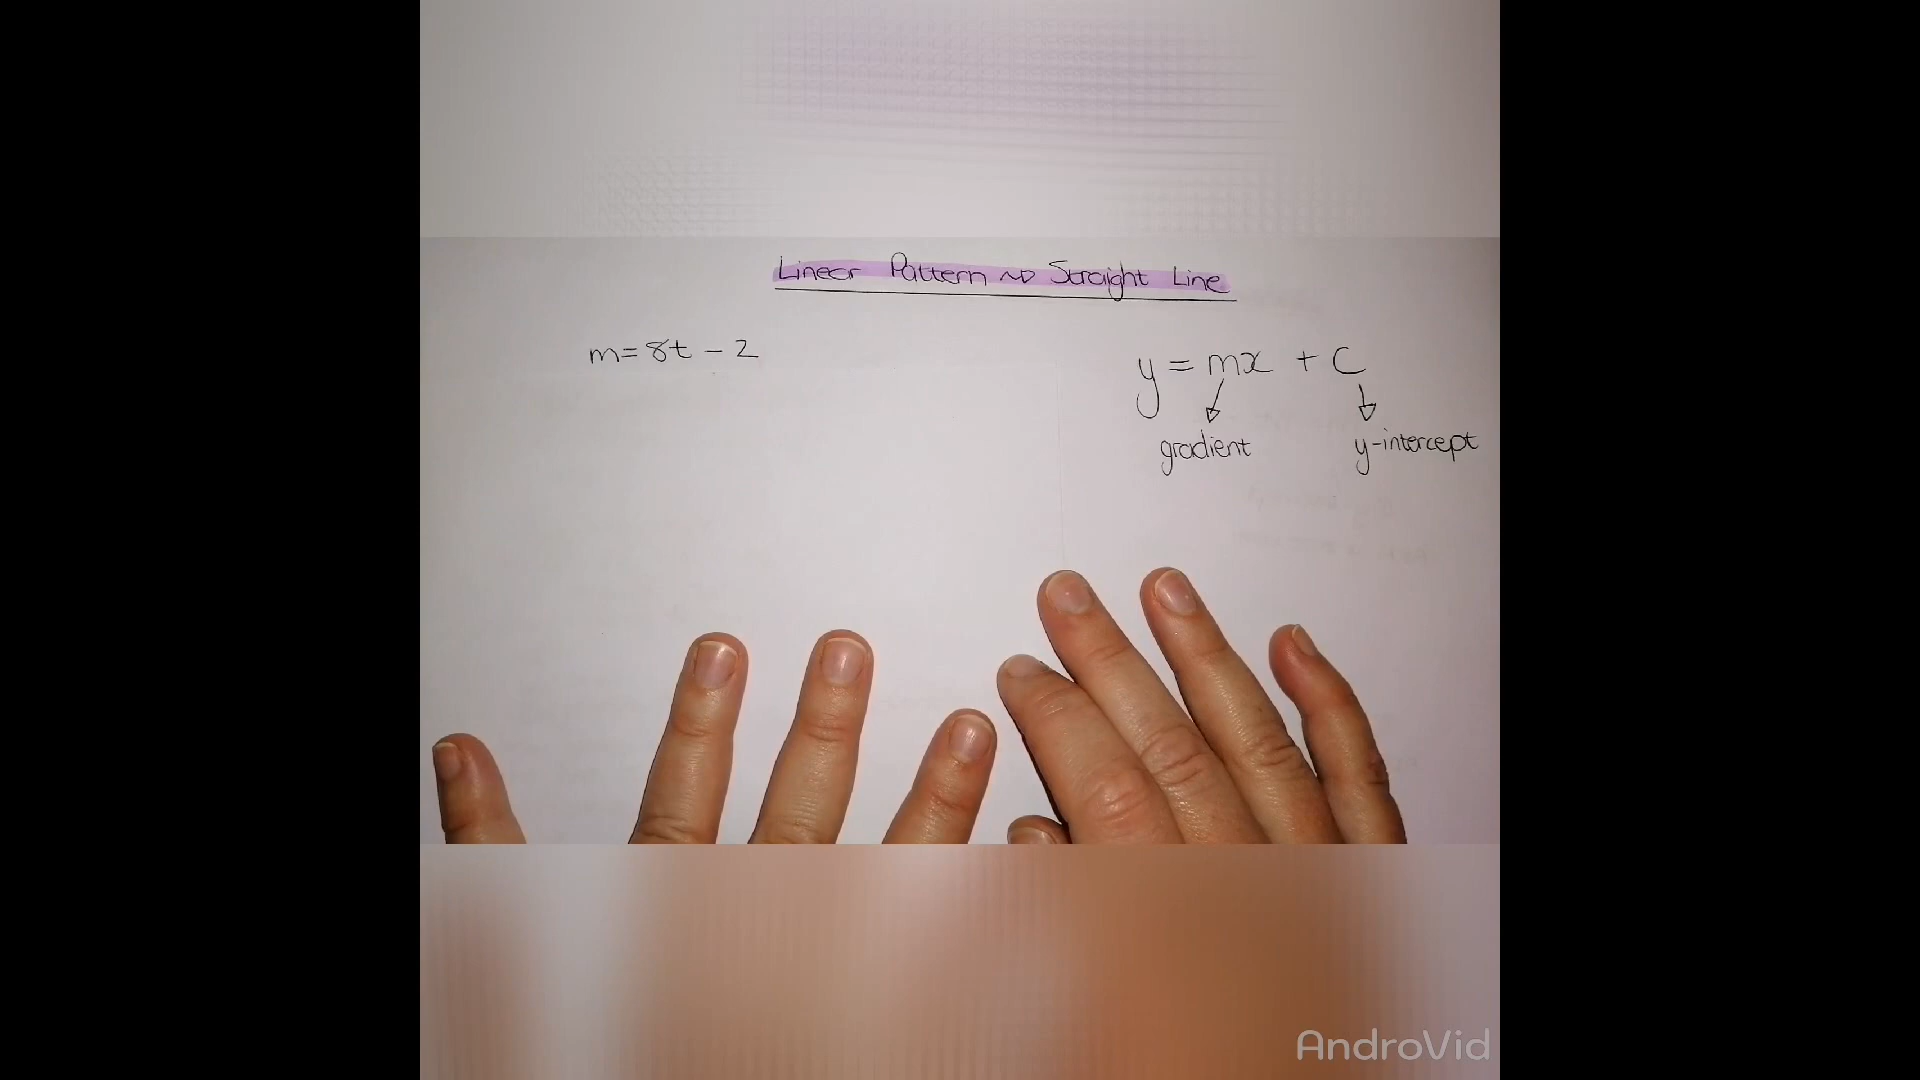 Linear Pattern ~> Straight Line
m = 8t - 2
y = mx + c
gradient
y-intercept
AndroVid